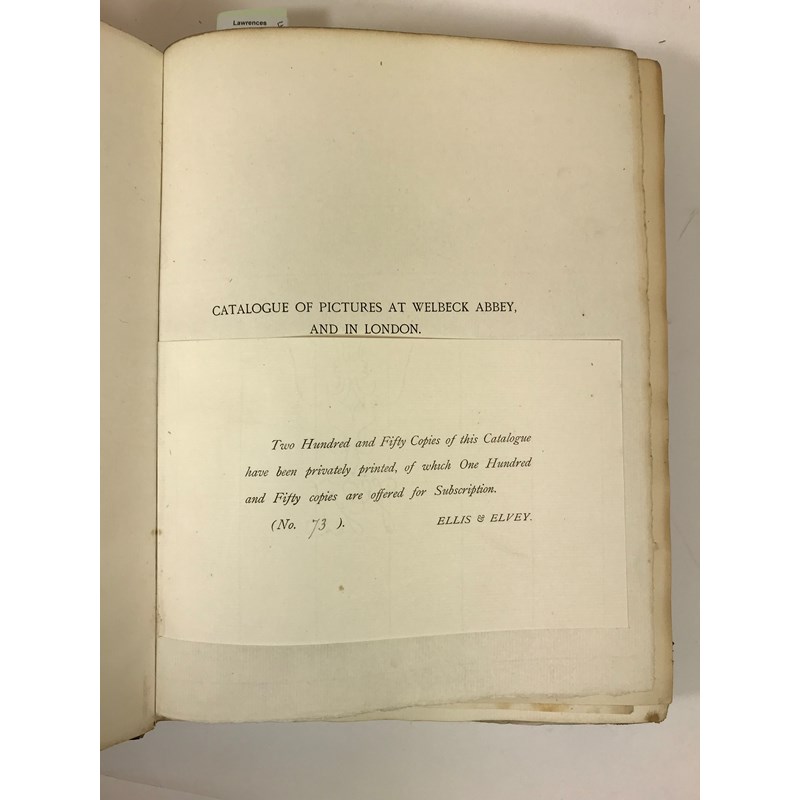 Lawrences
CATALOGUE OF PICTURES AT WELBECK ABBEY,
AND IN LONDON.
Two Hundred and Fifty Copies of this Catalogue
have been privately printed, of which One Hundred
and Fifty copies are offered for Subscription.
(No. 73 ). ELLIS & ELVEY.